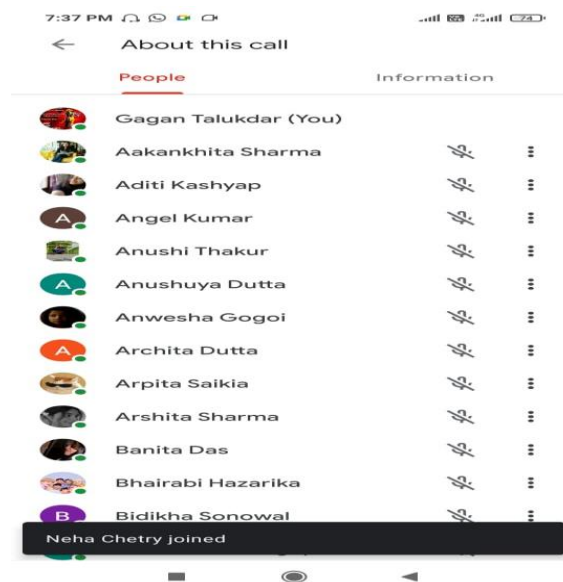 7:37 PM 4G 74
About this call
People Information
Gagan Talukdar (You)
Aakankhita Sharma
Aditi Kashyap
A Angel Kumar
Anushi Thakur
A Anushuya Dutta
Anwesha Gogoi
A Archita Dutta
Arpita Saikia
Arshita Sharma
Banita Das
Bhairabi Hazarika
B Bidikha Sonowal
Neha Chetry joined